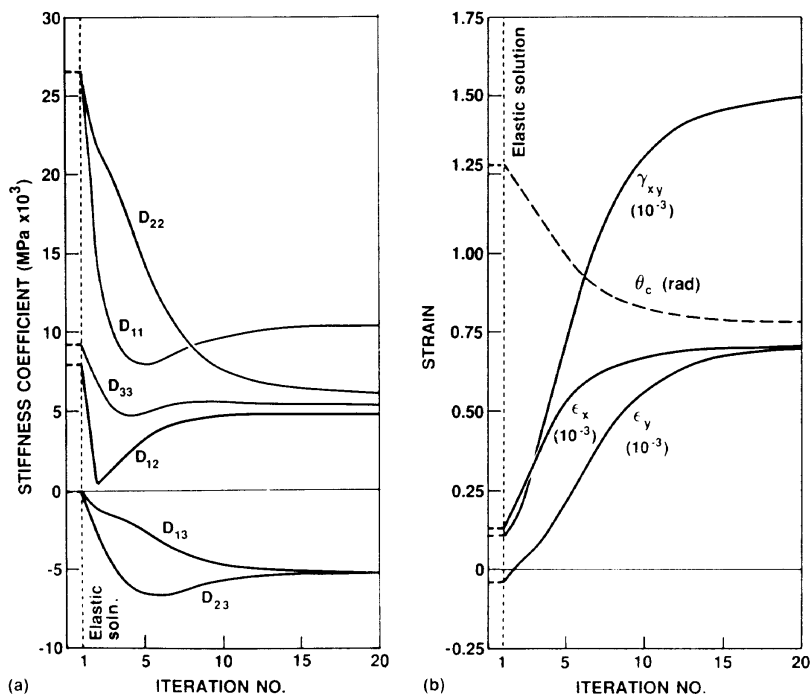 STIFFNESS COEFFICIENT (MPa x10³)
30
25
20
15
10
5
0
-5
-10
D₂₂
D₁₁
D₃₃
D₁₂
D₁₃
D₂₃
Elastic
soln.
1
5
10
15
20
(a)
ITERATION NO.
STRAIN
1.75
1.50
1.25
1.00
0.75
0.50
0.25
0
-0.25
Elastic solution
γxy
(10⁻³)
θc (rad)
ϵx
(10⁻³)
ϵy
(10⁻³)
1
5
10
15
20
(b)
ITERATION NO.